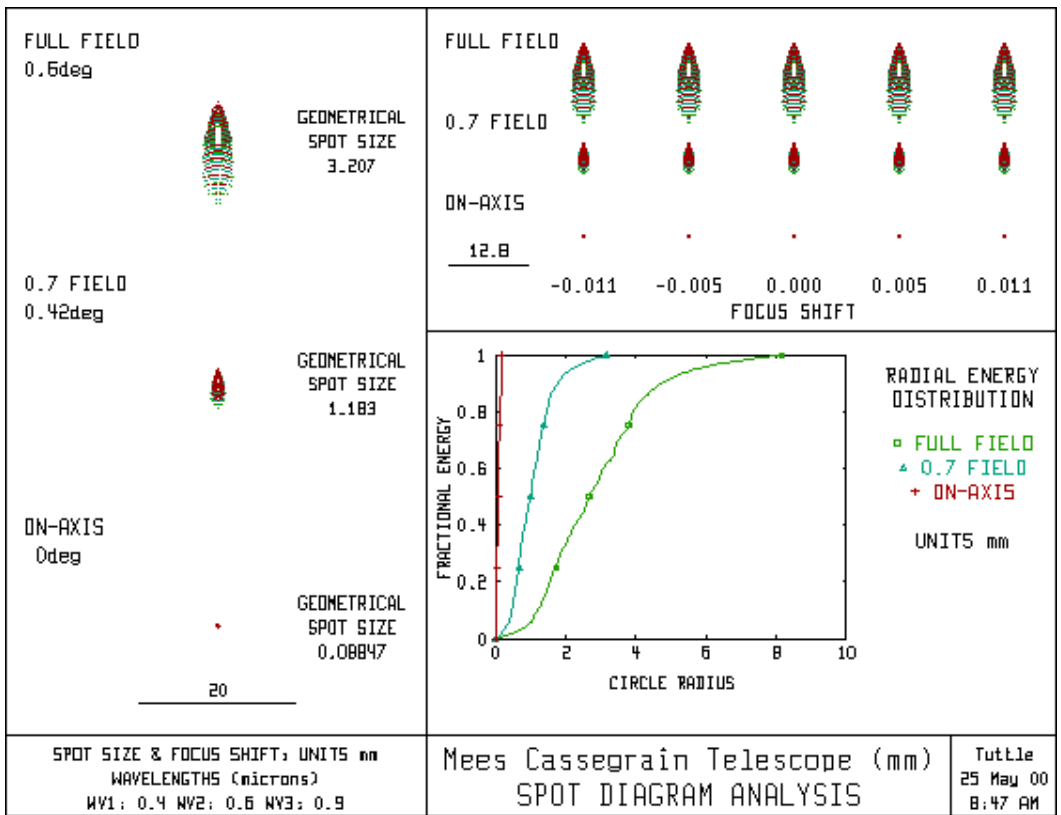 FULL FIELD
0.6deg
GEOMETRICAL
SPOT SIZE
3.207
0.7 FIELD
0.42deg
GEOMETRICAL
SPOT SIZE
1.183
ON-AXIS
0deg
GEOMETRICAL
SPOT SIZE
0.08847
20
FULL FIELD
0.7 FIELD
ON-AXIS
12.8
-0.011 -0.005 0.000 0.005 0.011
FOCUS SHIFT
1
0.8
0.6
0.4
0.2
0
FRACTIONAL ENERGY
0 2 4 6 8 10
CIRCLE RADIUS
RADIAL ENERGY
DISTRIBUTION
FULL FIELD
0.7 FIELD
ON-AXIS
UNITS mm
SPOT SIZE & FOCUS SHIFT: UNITS mm
WAVELENGTHS (microns)
WV1: 0.4 WV2: 0.6 WV3: 0.9
Mees Cassegrain Telescope (mm)
SPOT DIAGRAM ANALYSIS
Tuttle
25 May 00
8:47 AM